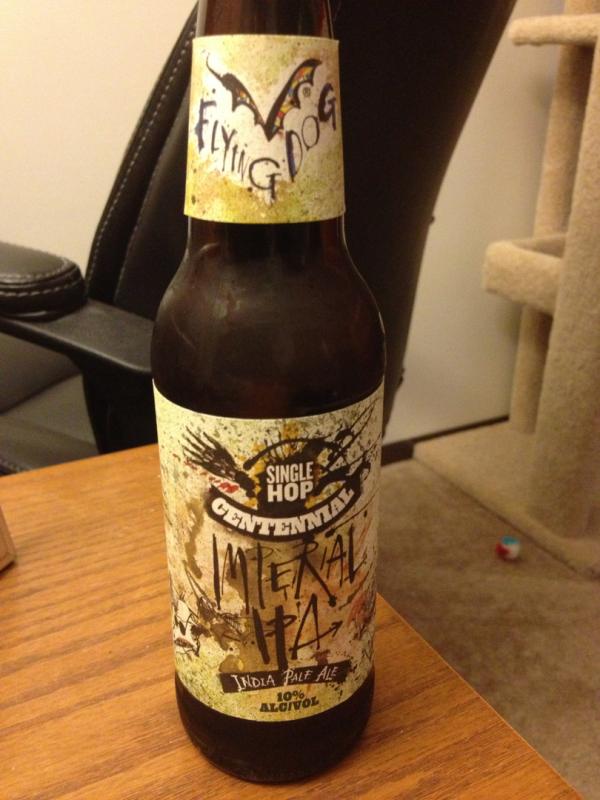 FLYING DOG
SINGLE
HOP
CENTENNIAL
IMPERIAL
IPA
INDIA PALE ALE
10%
ALC/VOL